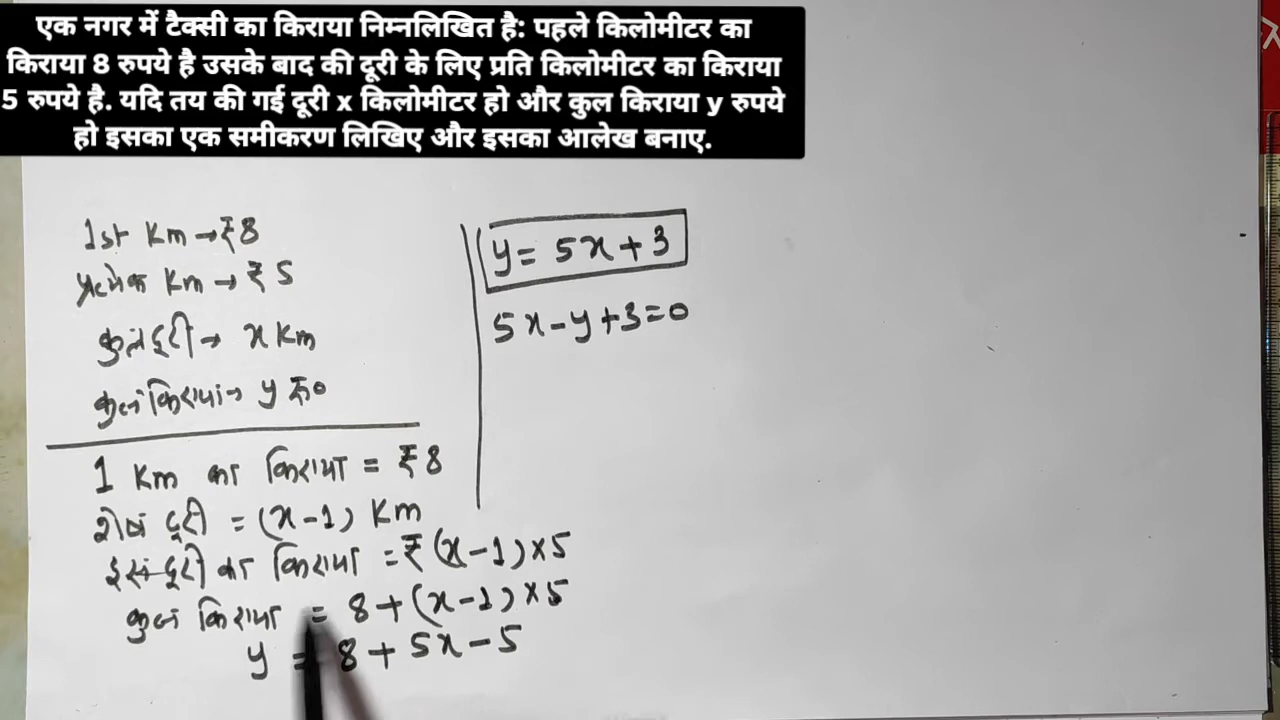 एक नगर में टैक्सी का किराया निम्नलिखित है: पहले किलोमीटर का
किराया 8 रुपये है उसके बाद की दूरी के लिए प्रति किलोमीटर का किराया
5 रुपये है. यदि तय की गई दूरी x किलोमीटर हो और कुल किराया y रुपये
हो इसका एक समीकरण लिखिए और इसका आलेख बनाए.
1st Km → ₹8
प्रत्येक Km → ₹ 5
कुल दूरी → x Km
कुल किराया → y रू०
1 Km का किराया = ₹ 8
शेष दूरी = (x-1) Km
इस दूरी का किराया = ₹ (x-1)×5
कुल किराया = 8+(x-1)×5
y = 8+5x-5
y = 5x+3
5x-y+3=0